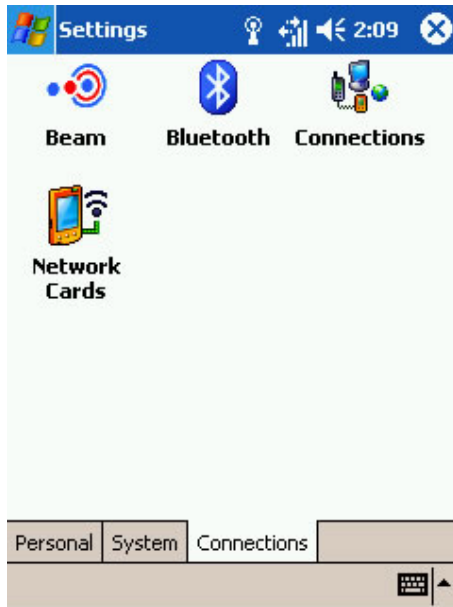 Settings 2:09
Beam Bluetooth Connections
Network
Cards
Personal System Connections